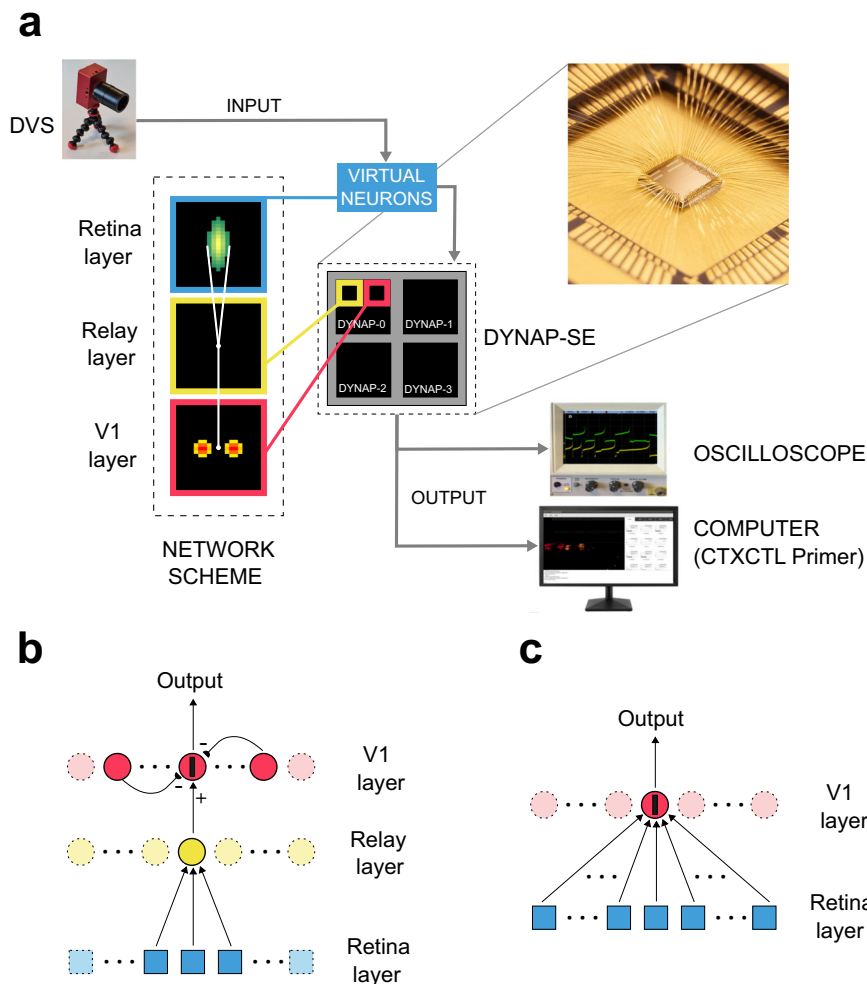 a
DVS
INPUT
VIRTUAL
NEURONS
Retina
layer
Relay
layer
V1
layer
NETWORK
SCHEME
DYNAP-0
DYNAP-1
DYNAP-2
DYNAP-3
DYNAP-SE
OUTPUT
OSCILLOSCOPE
COMPUTER
(CTXCTL Primer)
b
Output
-
-
+
V1
layer
Relay
layer
Retina
layer
c
Output
V1
layer
Retina
layer